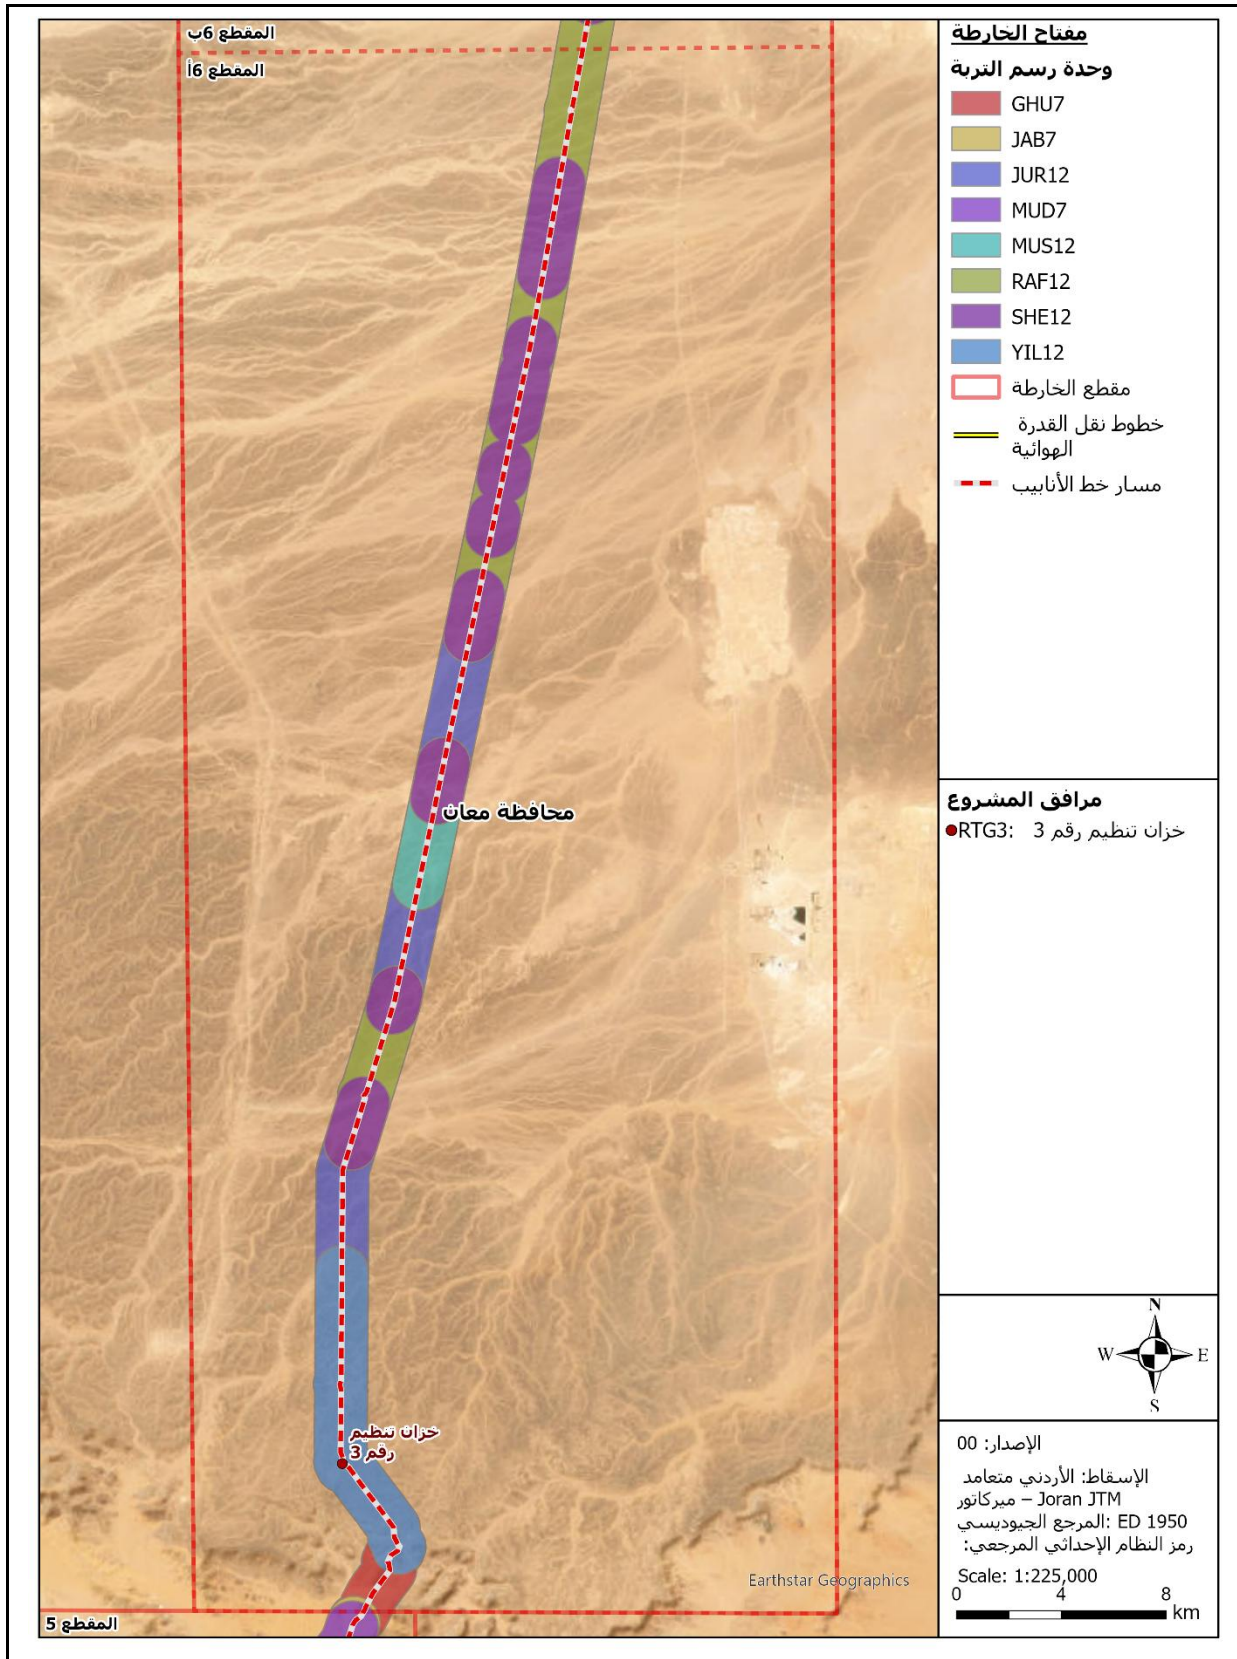 المقطع 6ب
المقطع 6أ
محافظة معان
خزان تنظيم
رقم 3
Earthstar Geographics
المقطع 5
مفتاح الخارطة
وحدة رسم التربة
GHU7
JAB7
JUR12
MUD7
MUS12
RAF12
SHE12
YIL12
مقطع الخارطة
خطوط نقل القدرة
الهوائية
مسار خط الأنابيب
مرافق المشروع
RTG3: خزان تنظيم رقم 3
N
W E
S
الإصدار: 00
الإسقاط: الأردني متعامد
ميركاتور – Joran JTM
المرجع الجيوديسي: ED 1950
رمز النظام الإحداثي المرجعي:
Scale: 1:225,000
0 4 8
km